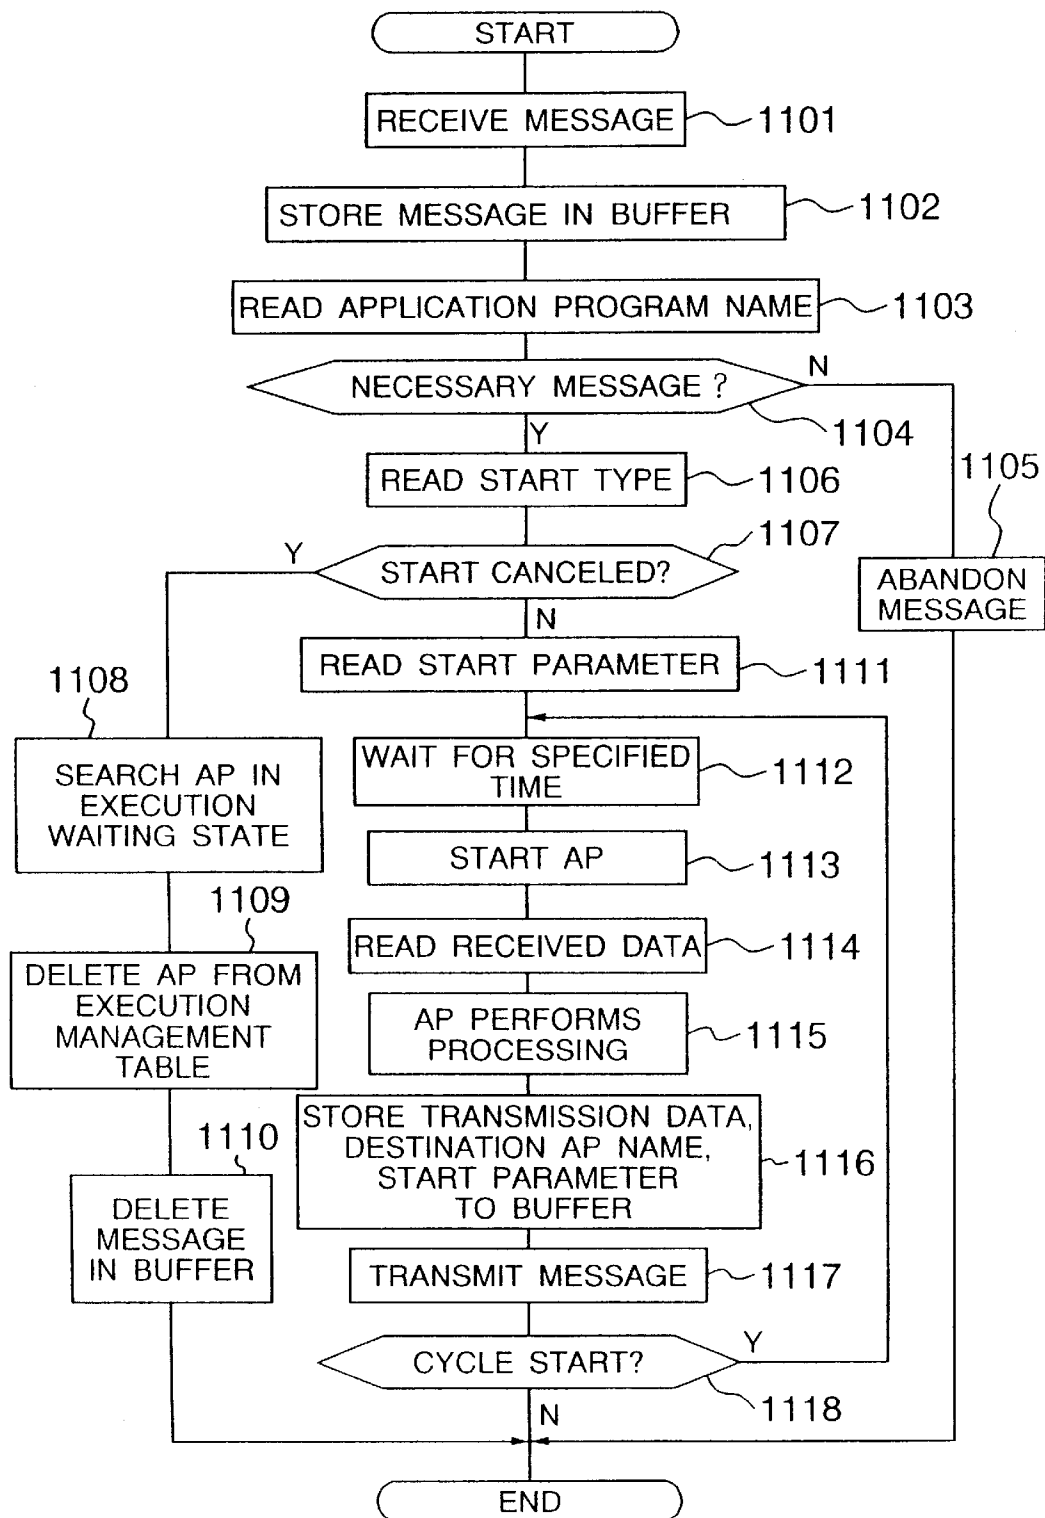 START
RECEIVE MESSAGE
1101
STORE MESSAGE IN BUFFER
1102
READ APPLICATION PROGRAM NAME
1103
NECESSARY MESSAGE?
N
1104
Y
READ START TYPE
1106
1105
1107
Y
START CANCELED?
ABANDON
MESSAGE
N
READ START PARAMETER
1111
1108
SEARCH AP IN
EXECUTION
WAITING STATE
WAIT FOR SPECIFIED
TIME
1112
START AP
1113
1109
DELETE AP FROM
EXECUTION
MANAGEMENT
TABLE
READ RECEIVED DATA
1114
AP PERFORMS
PROCESSING
1115
1110
DELETE
MESSAGE
IN BUFFER
STORE TRANSMISSION DATA,
DESTINATION AP NAME,
START PARAMETER
TO BUFFER
1116
TRANSMIT MESSAGE
1117
CYCLE START?
Y
1118
N
END